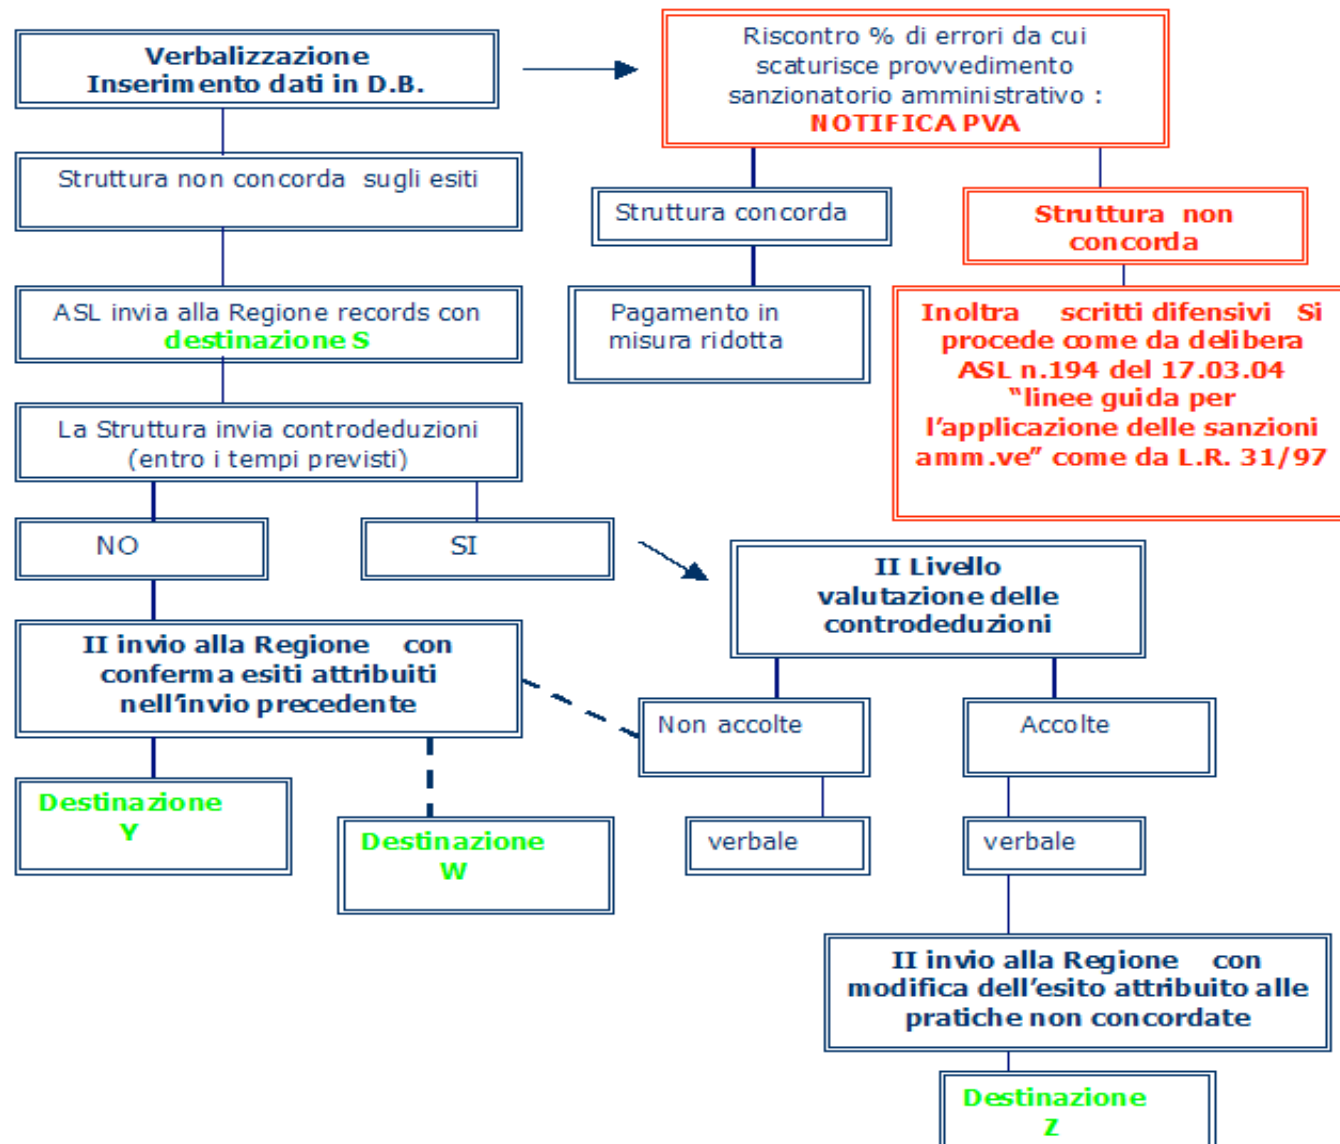 Verbalizzazione
Inserimento dati in D.B.
Riscontro % di errori da cui
scaturisce provvedimento
sanzionatorio amministrativo :
NOTIFICA PVA
Struttura non concorda sugli esiti
Struttura concorda
Struttura non
concorda
ASL invia alla Regione records con
destinazione S
Pagamento in
misura ridotta
Inoltra scritti difensivi Si
procede come da delibera
ASL n.194 del 17.03.04
“linee guida per
l’applicazione delle sanzioni
amm.ve” come da L.R. 31/97
La Struttura invia controdeduzioni
(entro i tempi previsti)
NO
SI
II Livello
valutazione delle
controdeduzioni
II invio alla Regione con
conferma esiti attribuiti
nell’invio precedente
Non accolte
Accolte
Destinazione
Y
Destinazione
W
verbale
verbale
II invio alla Regione con
modifica dell’esito attribuito alle
pratiche non concordate
Destinazione
Z